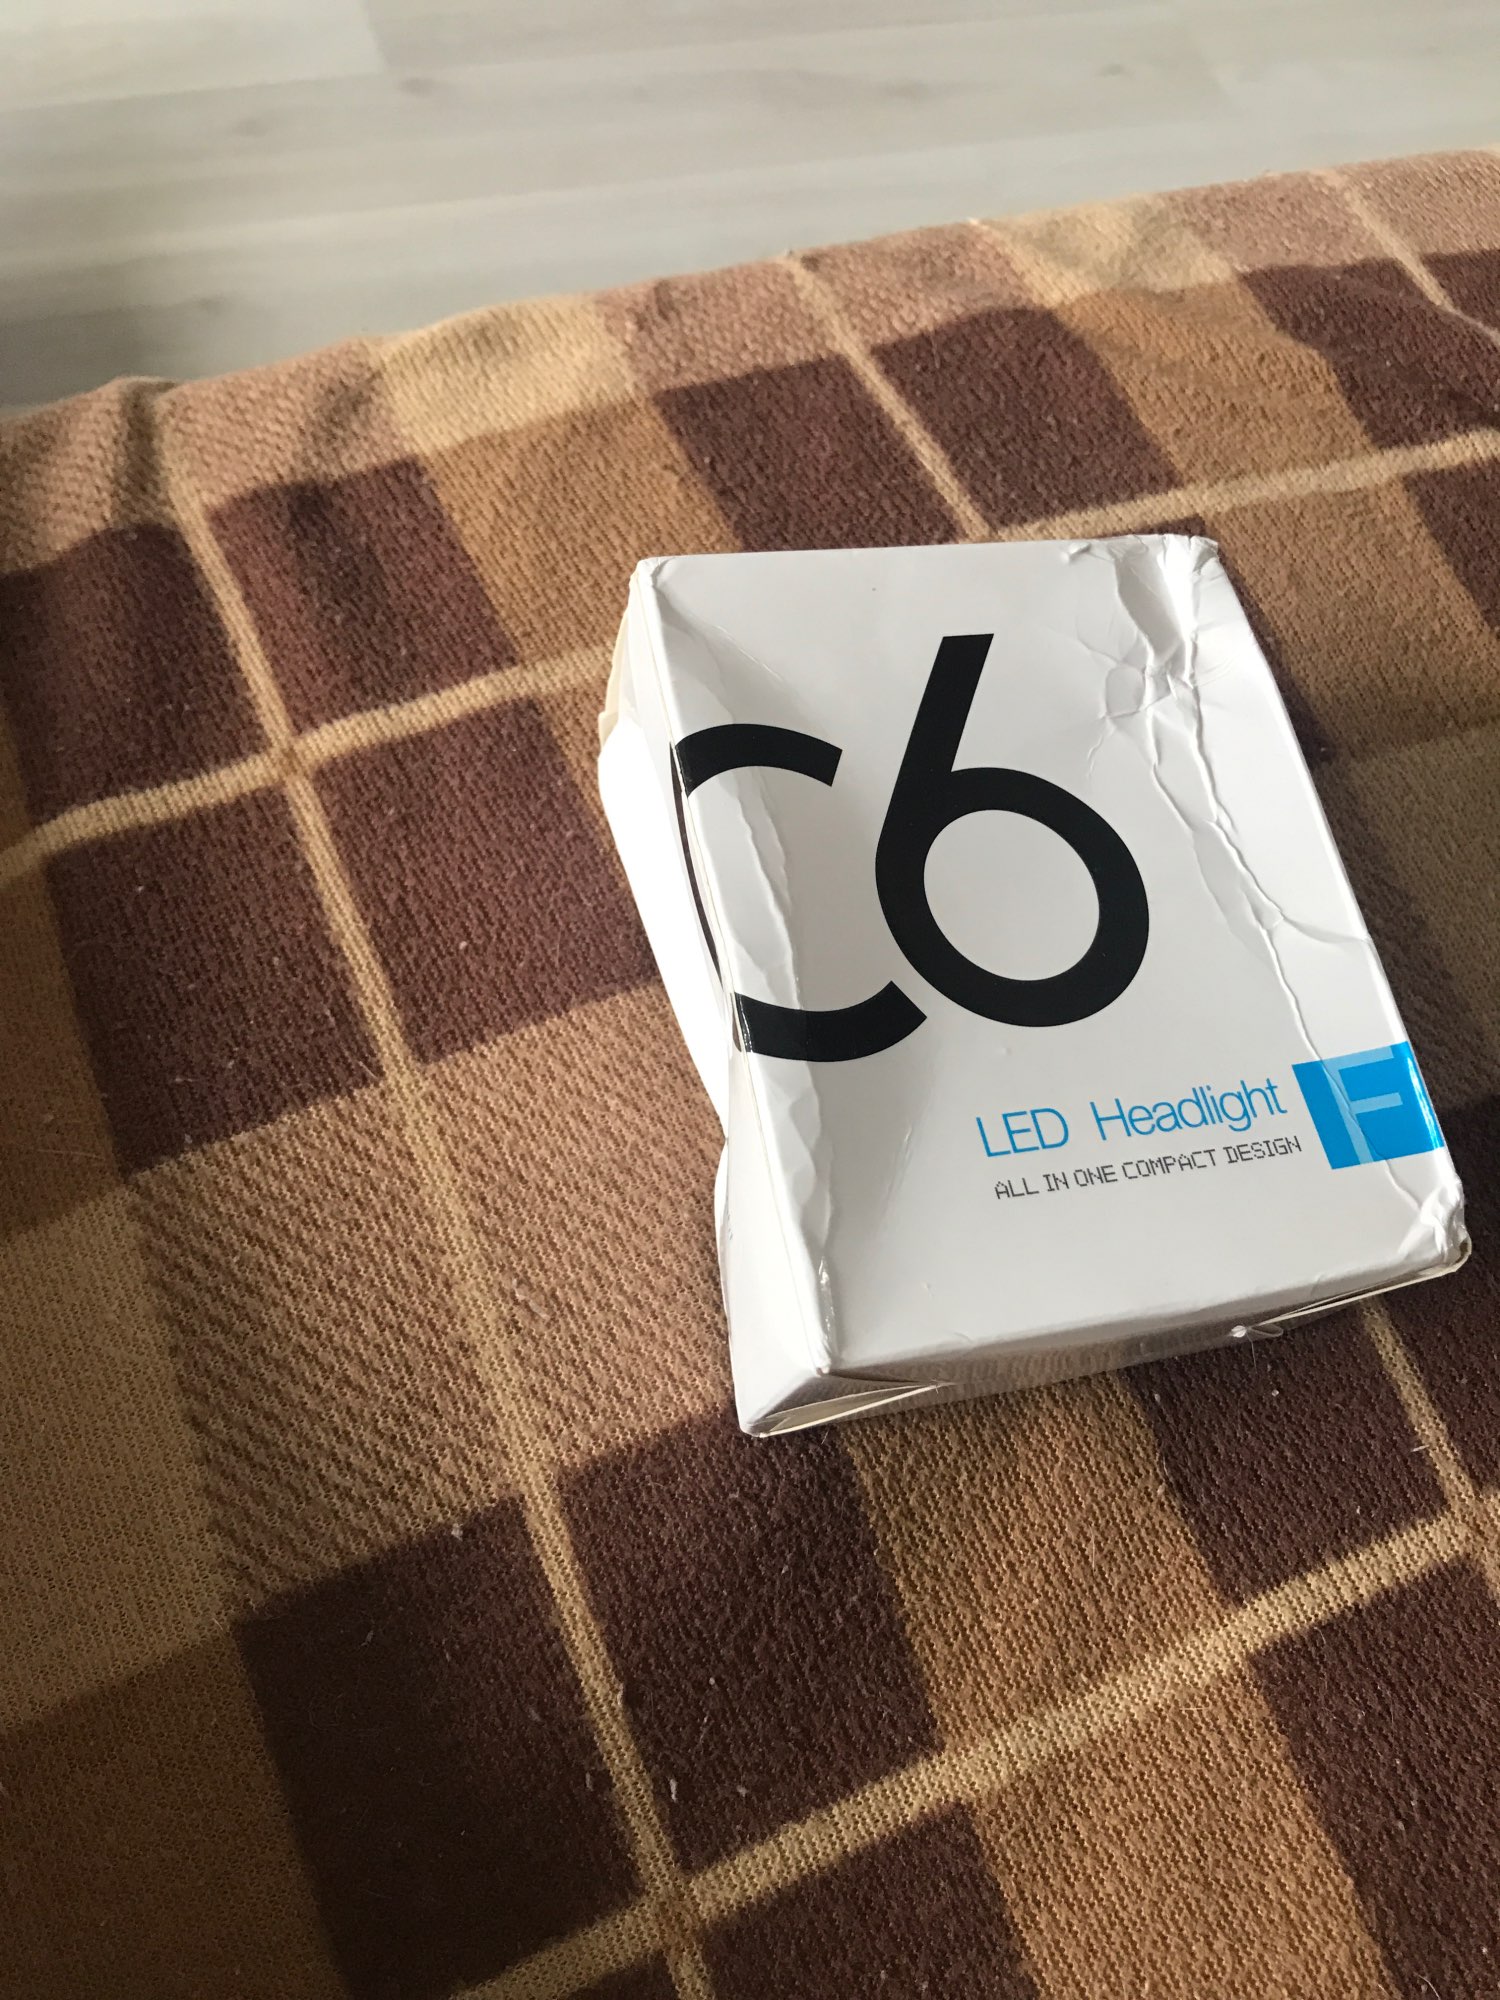 C6
LED Headlight
F
ALL IN ONE COMPACT DESIGN